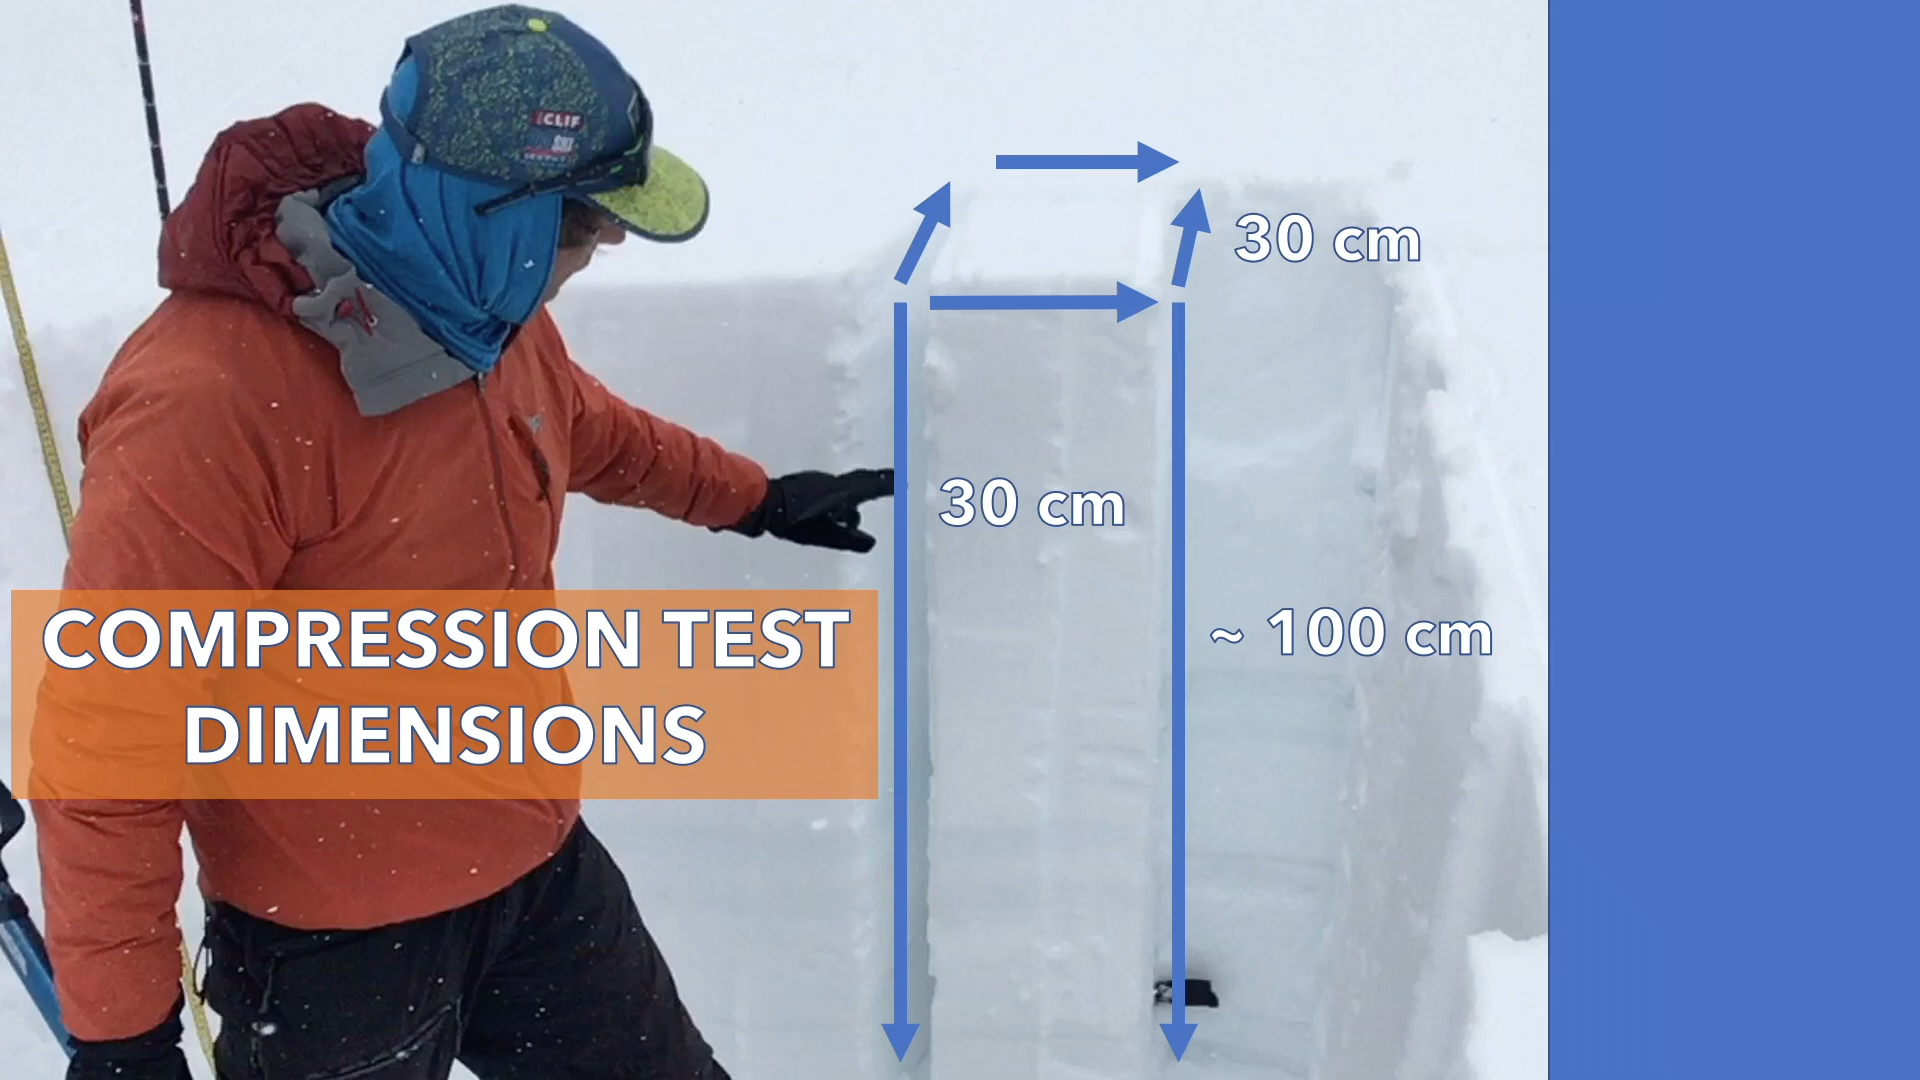 CLIF
30 cm
30 cm
COMPRESSION TEST
DIMENSIONS
~ 100 cm